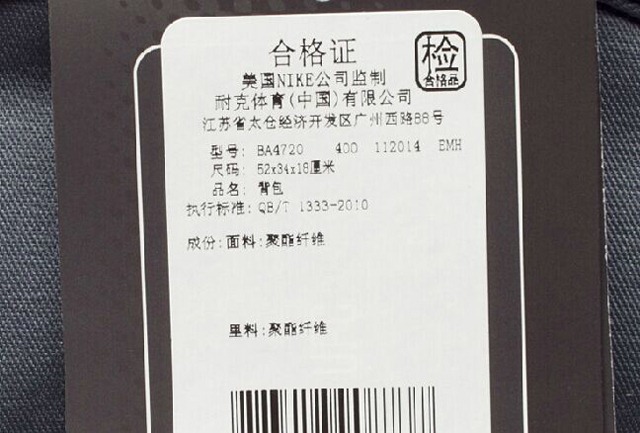 合格证
检
合格品
美国NIKE公司监制
耐克体育(中国)有限公司
江苏省太仓经济开发区广州西路88号
型号: BA4720 400 112014 EMH
尺码: 52x34x18厘米
品名: 背包
执行标准: QB/T 1333-2010
成份: 面料: 聚酯纤维
里料: 聚酯纤维